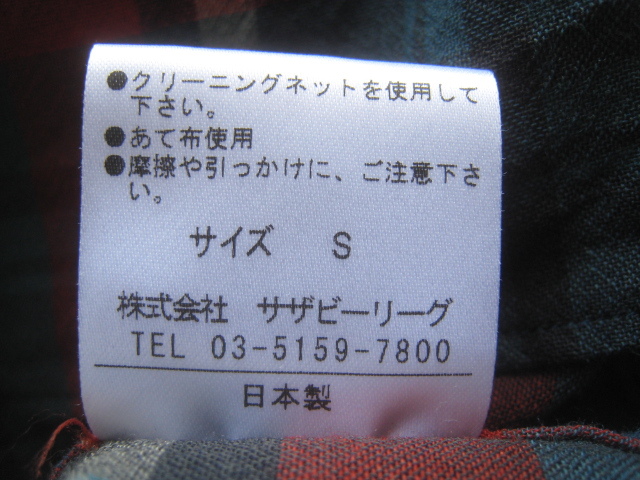 ●クリーニングネットを使用して
下さい。
●あて布使用
●摩擦や引っかけに、ご注意下さ
い。
サイズ S
株式会社 サザビーリーグ
TEL 03-5159-7800
日本製